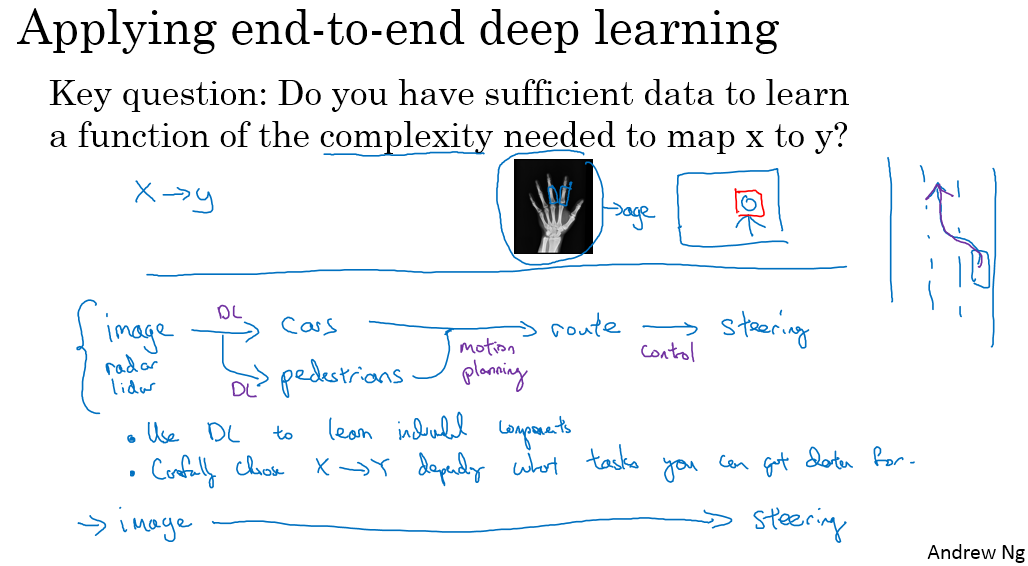 Applying end-to-end deep learning
Key question: Do you have sufficient data to learn
a function of the complexity needed to map x to y?
X → y
→ age
image
radar
lidar
DL
cars
DL
pedestrians
motion
planning
route
control
steering
• Use DL to learn individual components
• Carefully choose X → Y depending what tasks you can get data for.
→ image → steering
Andrew Ng